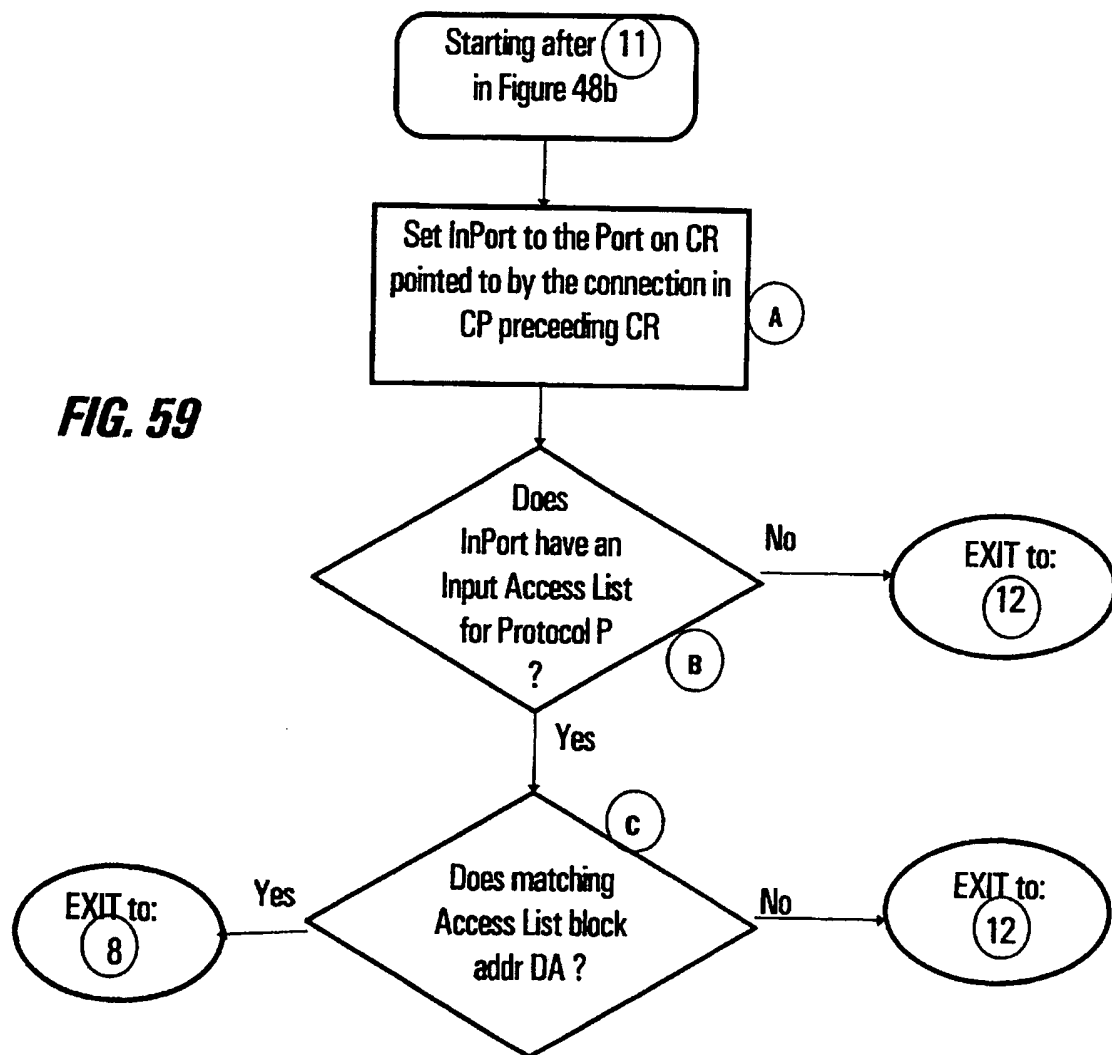 Starting after 11
in Figure 48b
Set InPort to the Port on CR
pointed to by the connection in
CP preceeding CR
A
FIG. 59
Does
InPort have an
Input Access List
for Protocol P
?
B
No
EXIT to:
12
Yes
C
Does matching
Access List block
addr DA ?
Yes
EXIT to:
8
No
EXIT to:
12